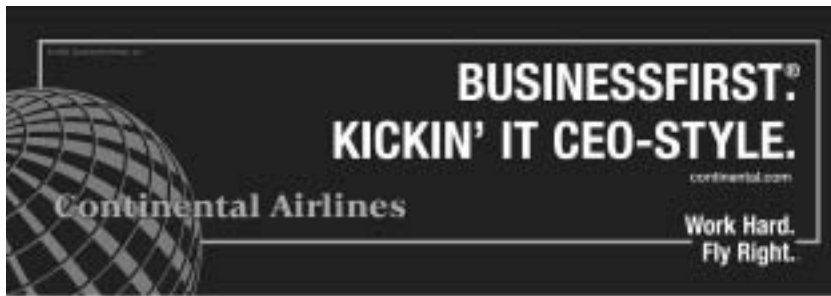 BUSINESSFIRST.®
KICKIN' IT CEO-STYLE.
continental.com
Continental Airlines
Work Hard.
Fly Right.